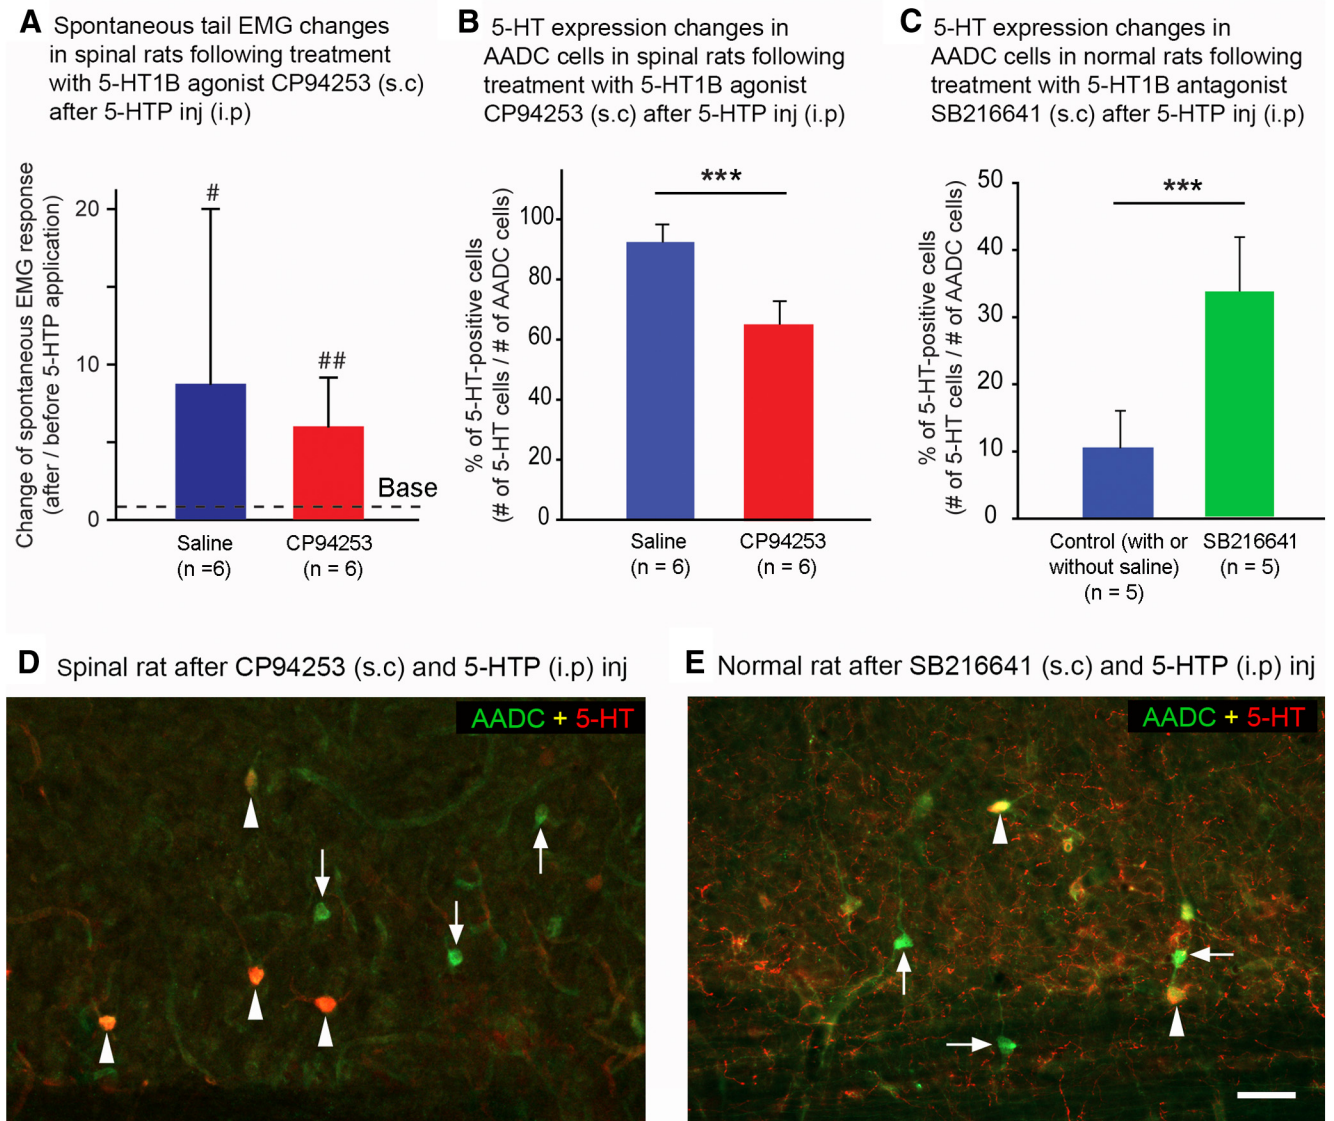 A Spontaneous tail EMG changes
in spinal rats following treatment
with 5-HT1B agonist CP94253 (s.c)
after 5-HTP inj (i.p)
Change of spontaneous EMG response
(after / before 5-HTP application)
20
10
0
#
##
Base
Saline
(n =6)
CP94253
(n = 6)
B 5-HT expression changes in
AADC cells in spinal rats following
treatment with 5-HT1B agonist
CP94253 (s.c) after 5-HTP inj (i.p)
% of 5-HT-positive cells
(# of 5-HT cells / # of AADC cells)
100
80
60
40
20
0
***
Saline
(n = 6)
CP94253
(n = 6)
C 5-HT expression changes in
AADC cells in normal rats following
treatment with 5-HT1B antagonist
SB216641 (s.c) after 5-HTP inj (i.p)
% of 5-HT-positive cells
(# of 5-HT cells / # of AADC cells)
50
40
30
20
10
0
***
Control (with or
without saline)
(n = 5)
SB216641
(n = 5)
D Spinal rat after CP94253 (s.c) and 5-HTP (i.p) inj
AADC + 5-HT
E Normal rat after SB216641 (s.c) and 5-HTP (i.p) inj
AADC + 5-HT